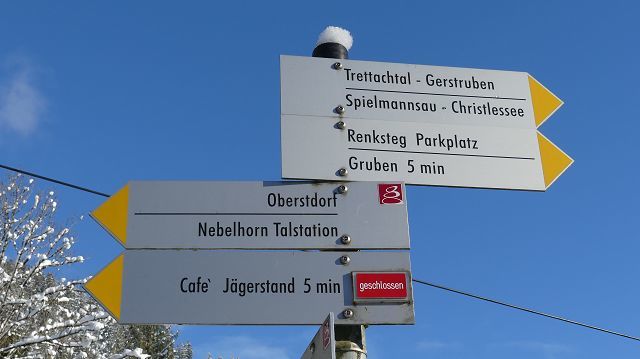 Trettachtal - Gerstruben
Spielmannsau - Christlessee
Renksteg Parkplatz
Gruben 5 min
Oberstdorf
Nebelhorn Talstation
Cafe` Jägerstand 5 min
geschlossen